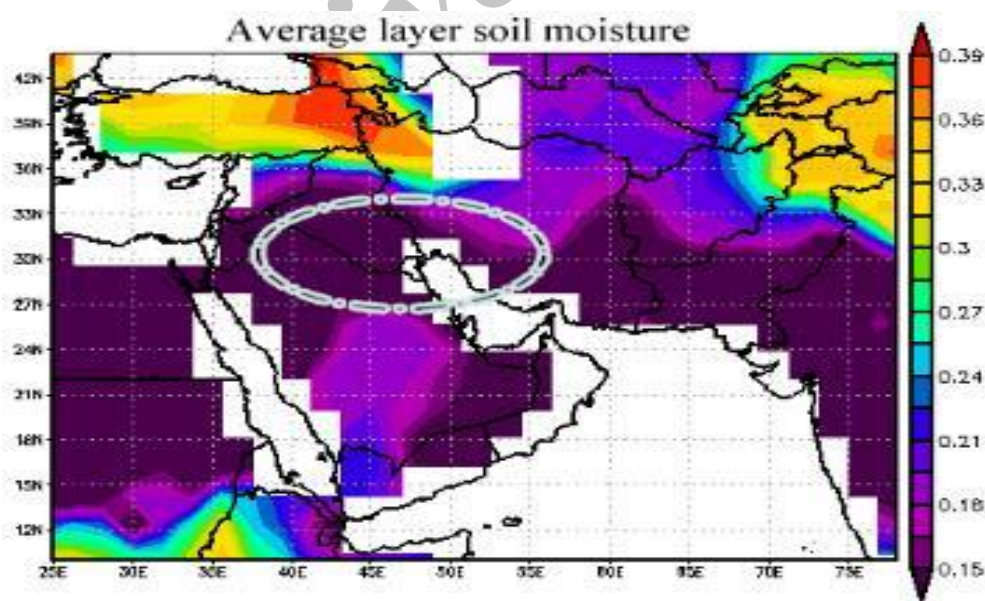 Average layer soil moisture
42N
39N
36N
33N
30N
27N
24N
21N
18N
15N
12N
25E 30E 35E 40E 45E 50E 55E 60E 65E 70E 75E
0.39
0.36
0.33
0.3
0.27
0.24
0.21
0.18
0.15